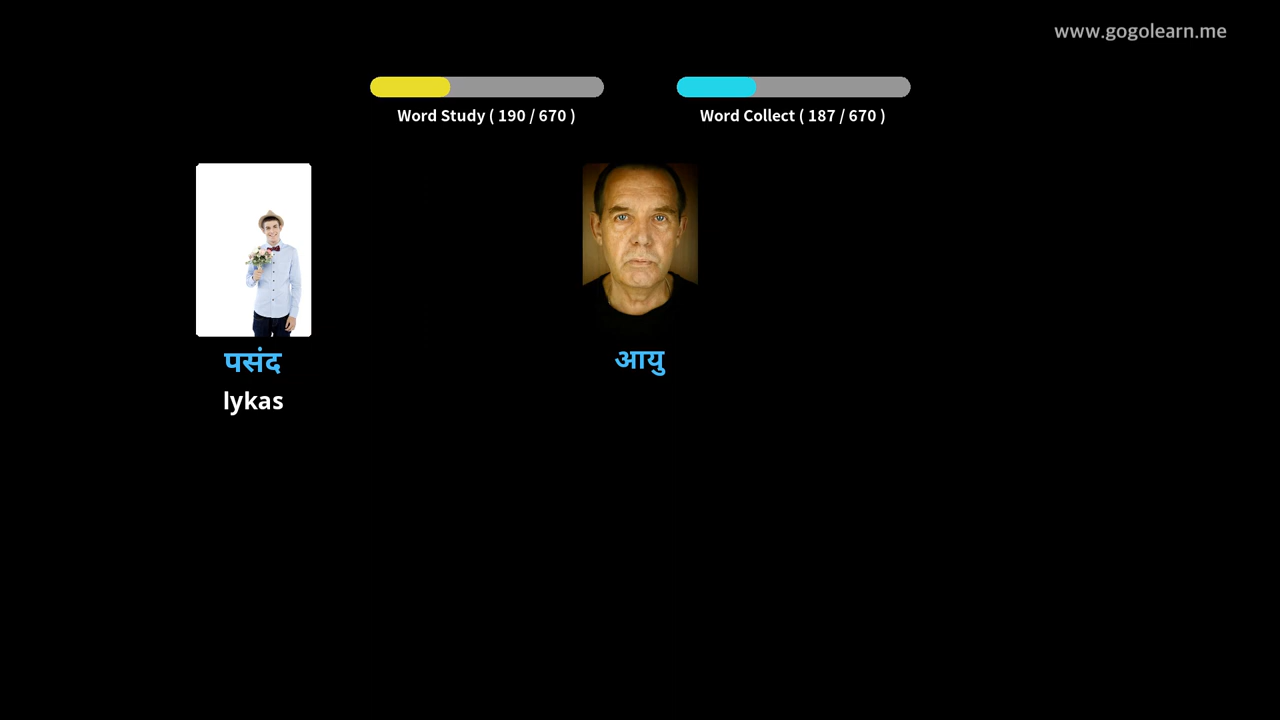 www.gogolearn.me
Word Study ( 190 / 670 )
Word Collect ( 187 / 670 )
पसंद
lykas
आयु